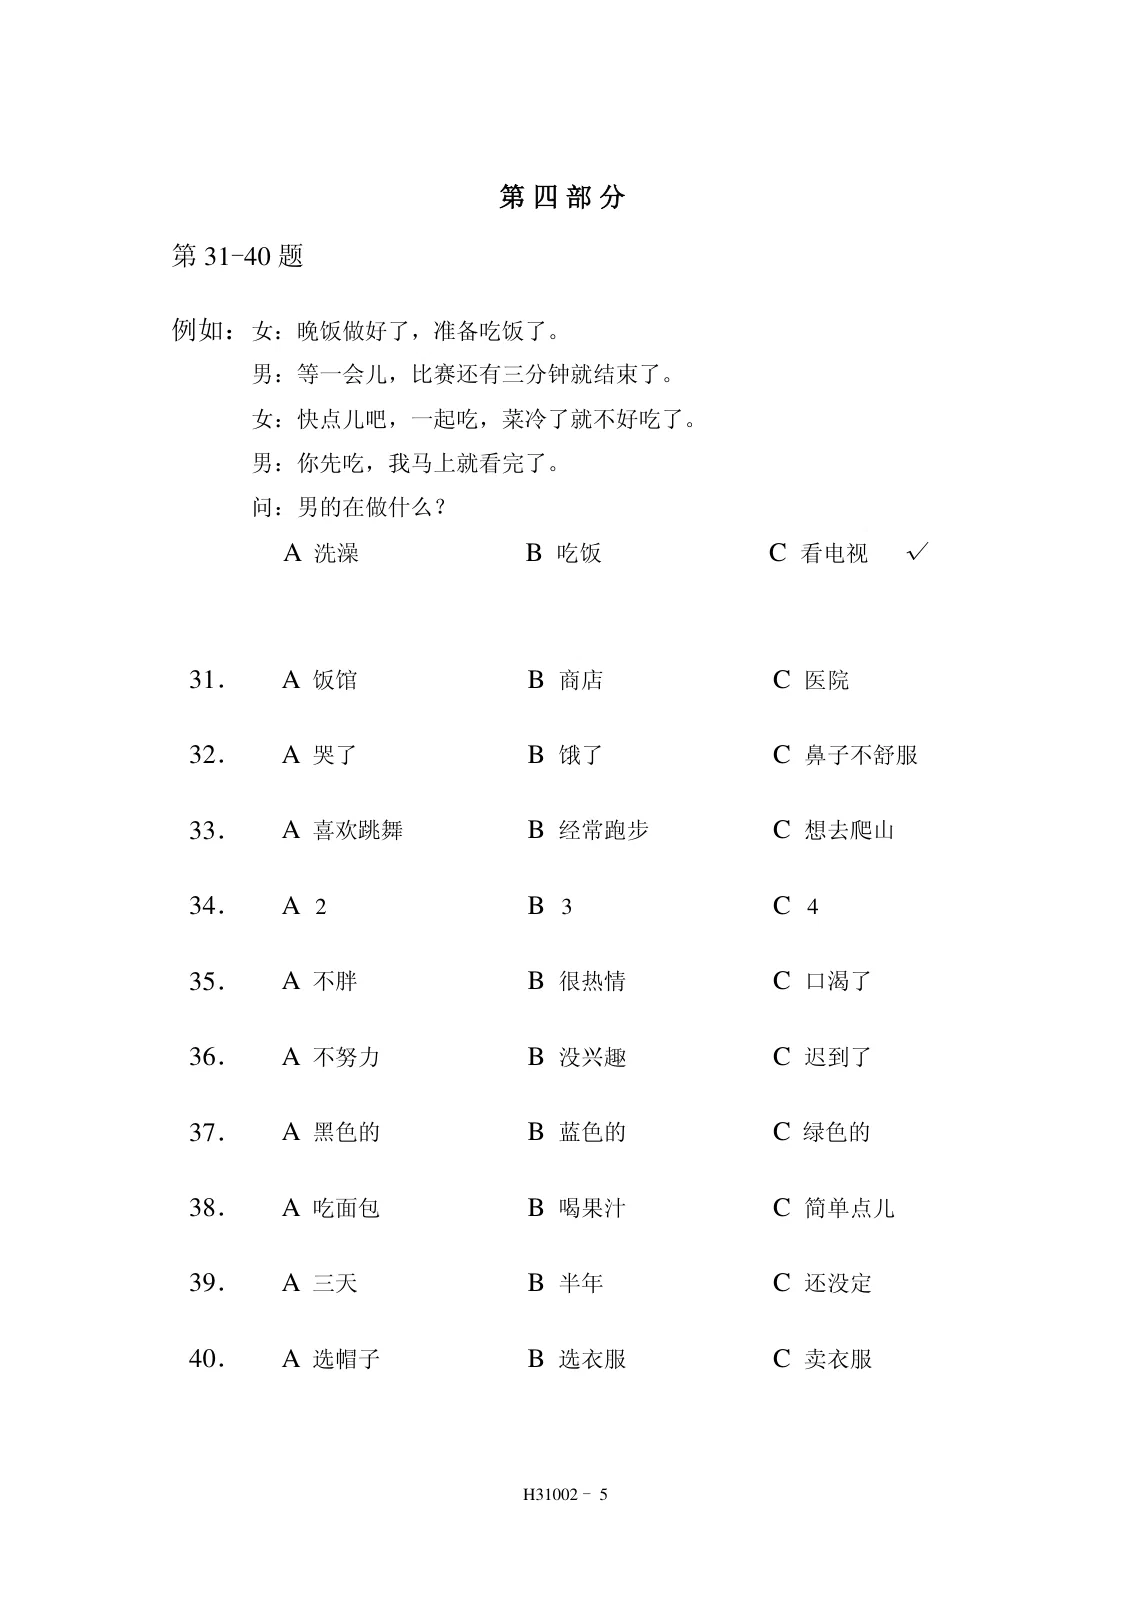 第四部分
第 31-40 题
例如：女：晚饭做好了，准备吃饭了。
男：等一会儿，比赛还有三分钟就结束了。
女：快点儿吧，一起吃，菜冷了就不好吃了。
男：你先吃，我马上就看完了。
问：男的在做什么？
A 洗澡 B 吃饭 C 看电视 √
31． A 饭馆 B 商店 C 医院
32． A 哭了 B 饿了 C 鼻子不舒服
33． A 喜欢跳舞 B 经常跑步 C 想去爬山
34． A 2 B 3 C 4
35． A 不胖 B 很热情 C 口渴了
36． A 不努力 B 没兴趣 C 迟到了
37． A 黑色的 B 蓝色的 C 绿色的
38． A 吃面包 B 喝果汁 C 简单点儿
39． A 三天 B 半年 C 还没定
40． A 选帽子 B 选衣服 C 卖衣服
H31002 - 5